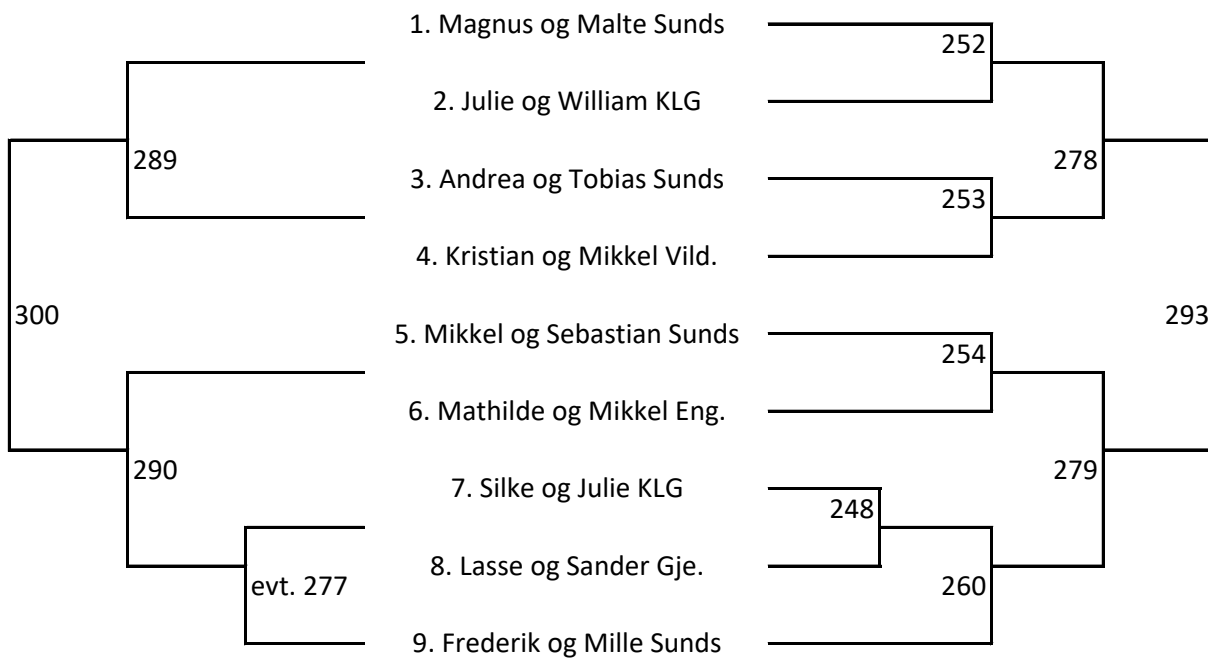 1. Magnus og Malte Sunds
252
2. Julie og William KLG
289
278
3. Andrea og Tobias Sunds
253
4. Kristian og Mikkel Vild.
300
293
5. Mikkel og Sebastian Sunds
254
6. Mathilde og Mikkel Eng.
290
279
7. Silke og Julie KLG
248
8. Lasse og Sander Gje.
evt. 277
260
9. Frederik og Mille Sunds